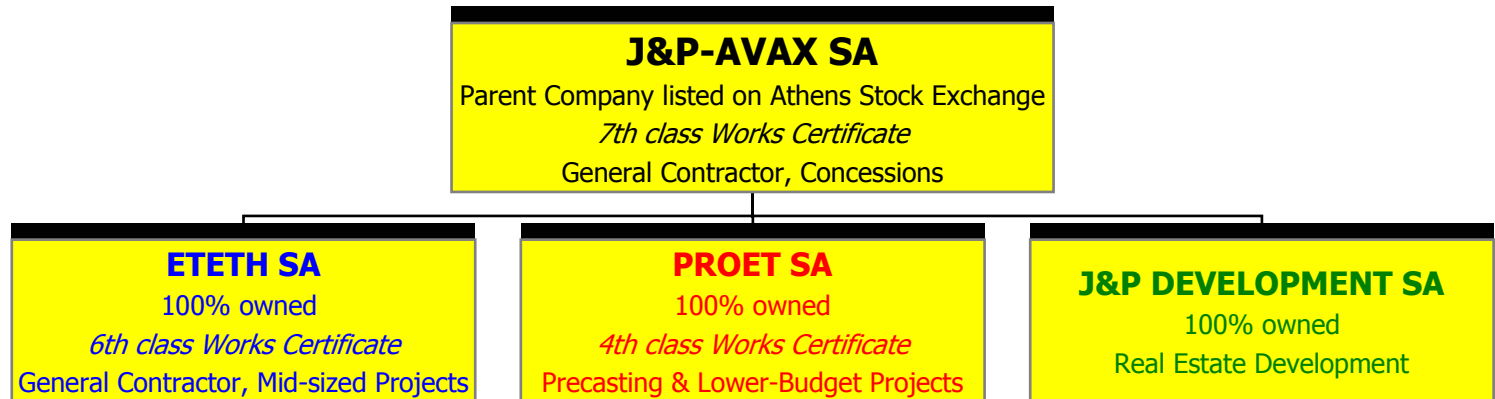 J&P-AVAX SA
Parent Company listed on Athens Stock Exchange
7th class Works Certificate
General Contractor, Concessions
ETETH SA
100% owned
6th class Works Certificate
General Contractor, Mid-sized Projects
PROET SA
100% owned
4th class Works Certificate
Precasting & Lower-Budget Projects
J&P DEVELOPMENT SA
100% owned
Real Estate Development